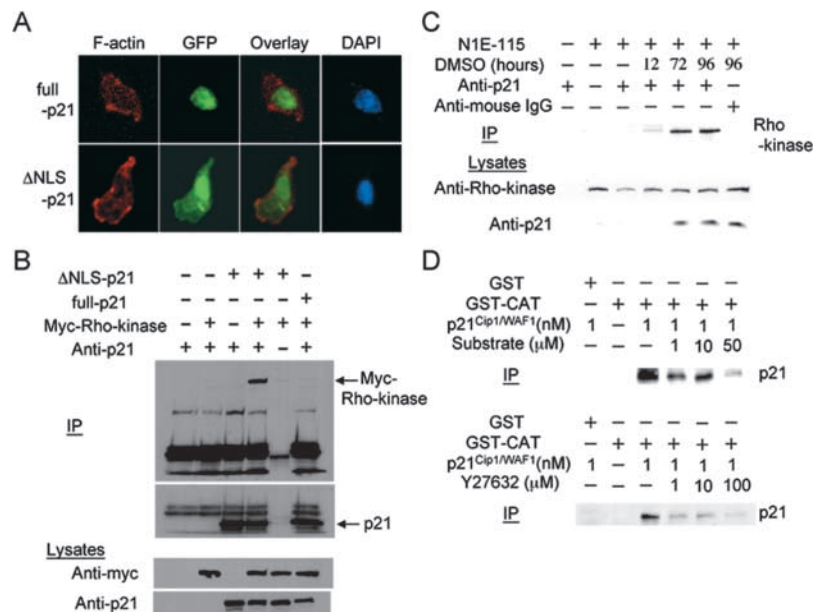 A
F-actin GFP Overlay DAPI
full
-p21
ΔNLS
-p21
B
ΔNLS-p21 − − + + + −
full-p21 − − − − − +
Myc-Rho-kinase − + − + + +
Anti-p21 + + + + − +
IP
Myc-
Rho-kinase
p21
Lysates
Anti-myc
Anti-p21
C
N1E-115 − + + + + + +
DMSO (hours) − − − 12 72 96 96
Anti-p21 + − + + + + −
Anti-mouse IgG − − − − − − +
IP
Rho
-kinase
Lysates
Anti-Rho-kinase
Anti-p21
D
GST + − − − − −
GST-CAT − + + + + +
p21Cip1/WAF1(nM) 1 − 1 1 1 1
Substrate (μM) − − − 1 10 50
IP p21
GST + − − − − −
GST-CAT − + + + + +
p21Cip1/WAF1(nM) 1 − 1 1 1 1
Y27632 (μM) − − − 1 10 100
IP p21